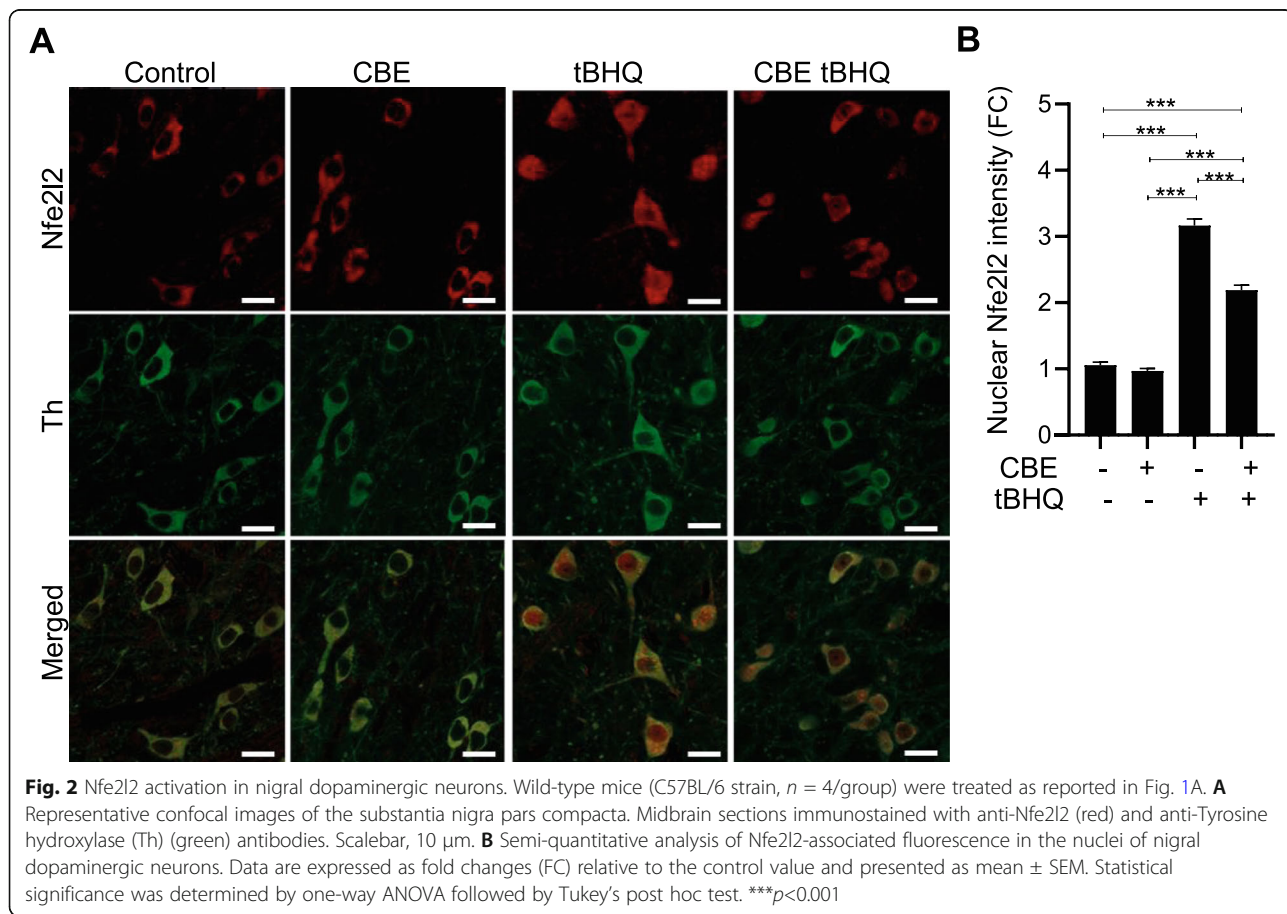 A
B
Control CBE tBHQ CBE tBHQ
Nfe2l2
Th
Merged
Nuclear Nfe2l2 intensity (FC)
5
4
3
2
1
0
***
***
***
***
***
CBE - + - +
tBHQ - - + +
Fig. 2 Nfe2l2 activation in nigral dopaminergic neurons. Wild-type mice (C57BL/6 strain, n = 4/group) were treated as reported in Fig. 1A. A
Representative confocal images of the substantia nigra pars compacta. Midbrain sections immunostained with anti-Nfe2l2 (red) and anti-Tyrosine
hydroxylase (Th) (green) antibodies. Scalebar, 10 μm. B Semi-quantitative analysis of Nfe2l2-associated fluorescence in the nuclei of nigral
dopaminergic neurons. Data are expressed as fold changes (FC) relative to the control value and presented as mean ± SEM. Statistical
significance was determined by one-way ANOVA followed by Tukey's post hoc test. ***p<0.001